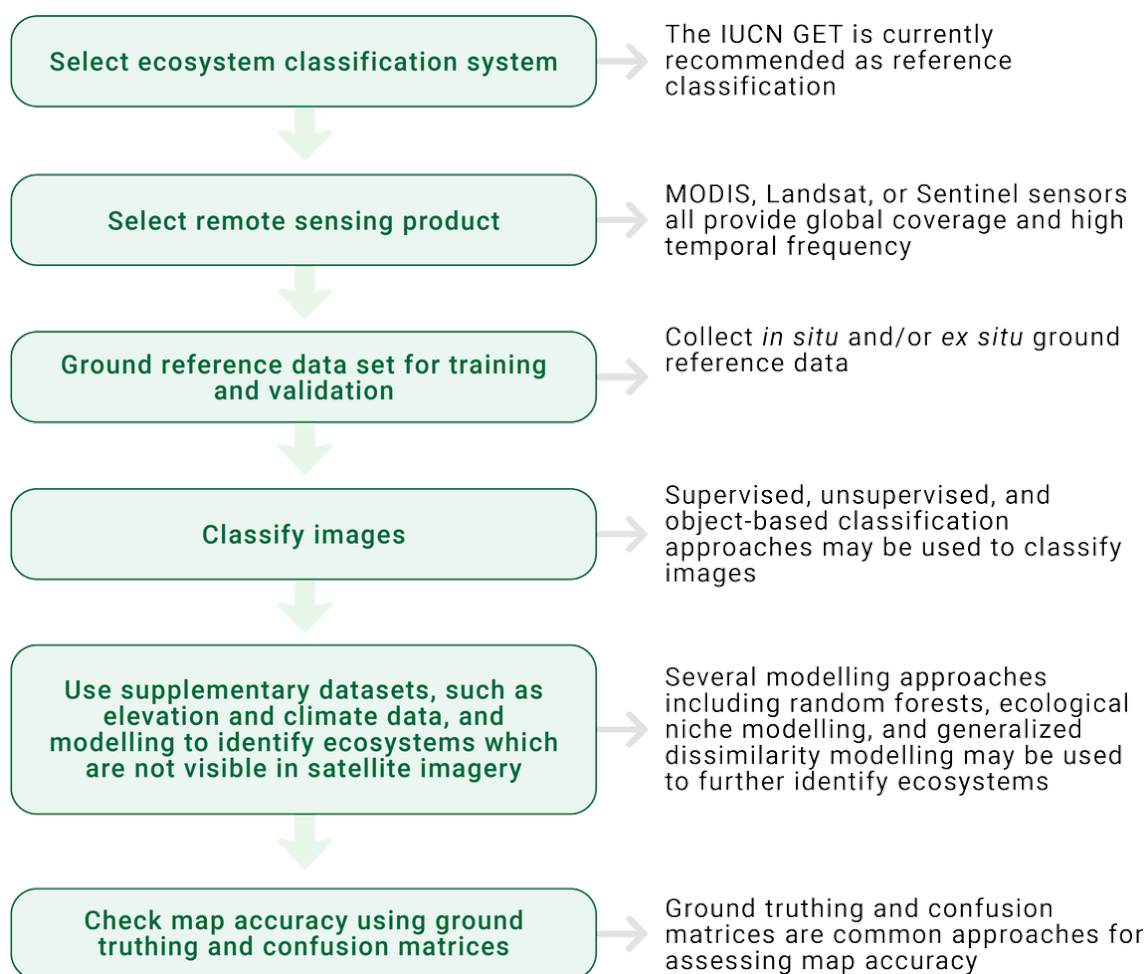 Select ecosystem classification system
The IUCN GET is currently
recommended as reference
classification
Select remote sensing product
MODIS, Landsat, or Sentinel sensors
all provide global coverage and high
temporal frequency
Ground reference data set for training
and validation
Collect in situ and/or ex situ ground
reference data
Classify images
Supervised, unsupervised, and
object-based classification
approaches may be used to classify
images
Use supplementary datasets, such as
elevation and climate data, and
modelling to identify ecosystems which
are not visible in satellite imagery
Several modelling approaches
including random forests, ecological
niche modelling, and generalized
dissimilarity modelling may be used
to further identify ecosystems
Check map accuracy using ground
truthing and confusion matrices
Ground truthing and confusion
matrices are common approaches for
assessing map accuracy